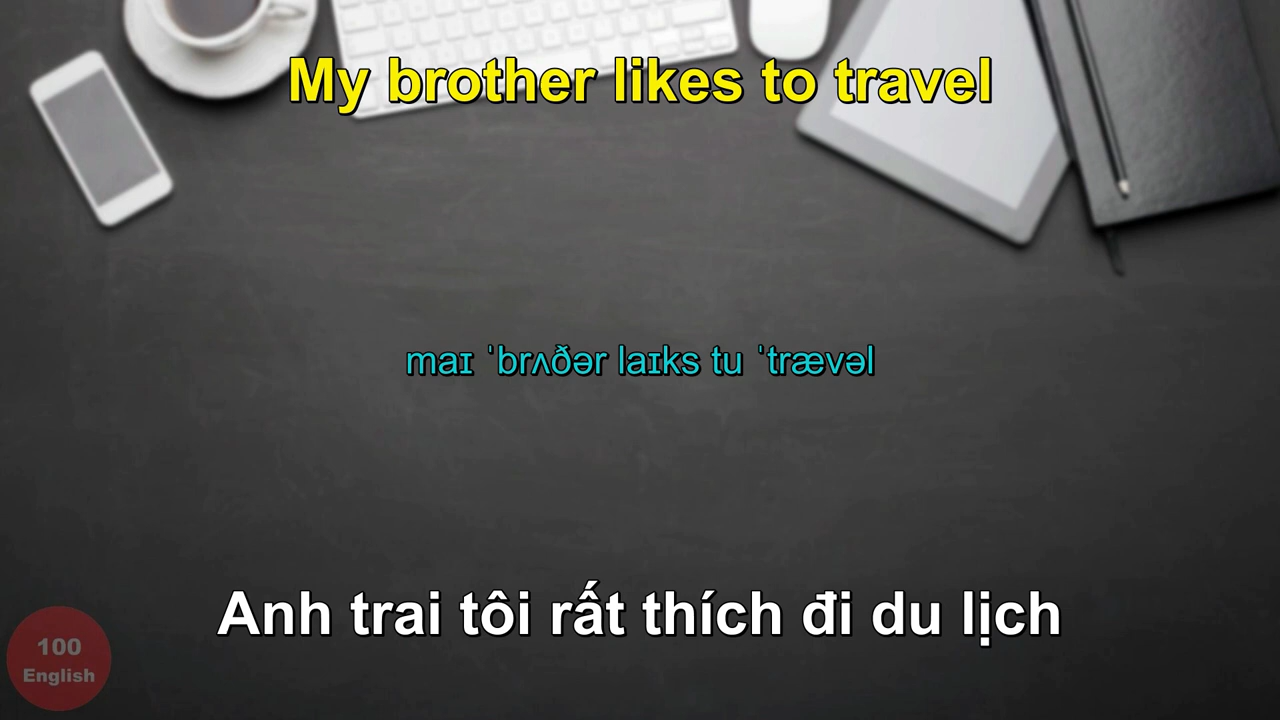 My brother likes to travel
maɪ ˈbrʌðər laɪks tu ˈtrævəl
Anh trai tôi rất thích đi du lịch
100
English